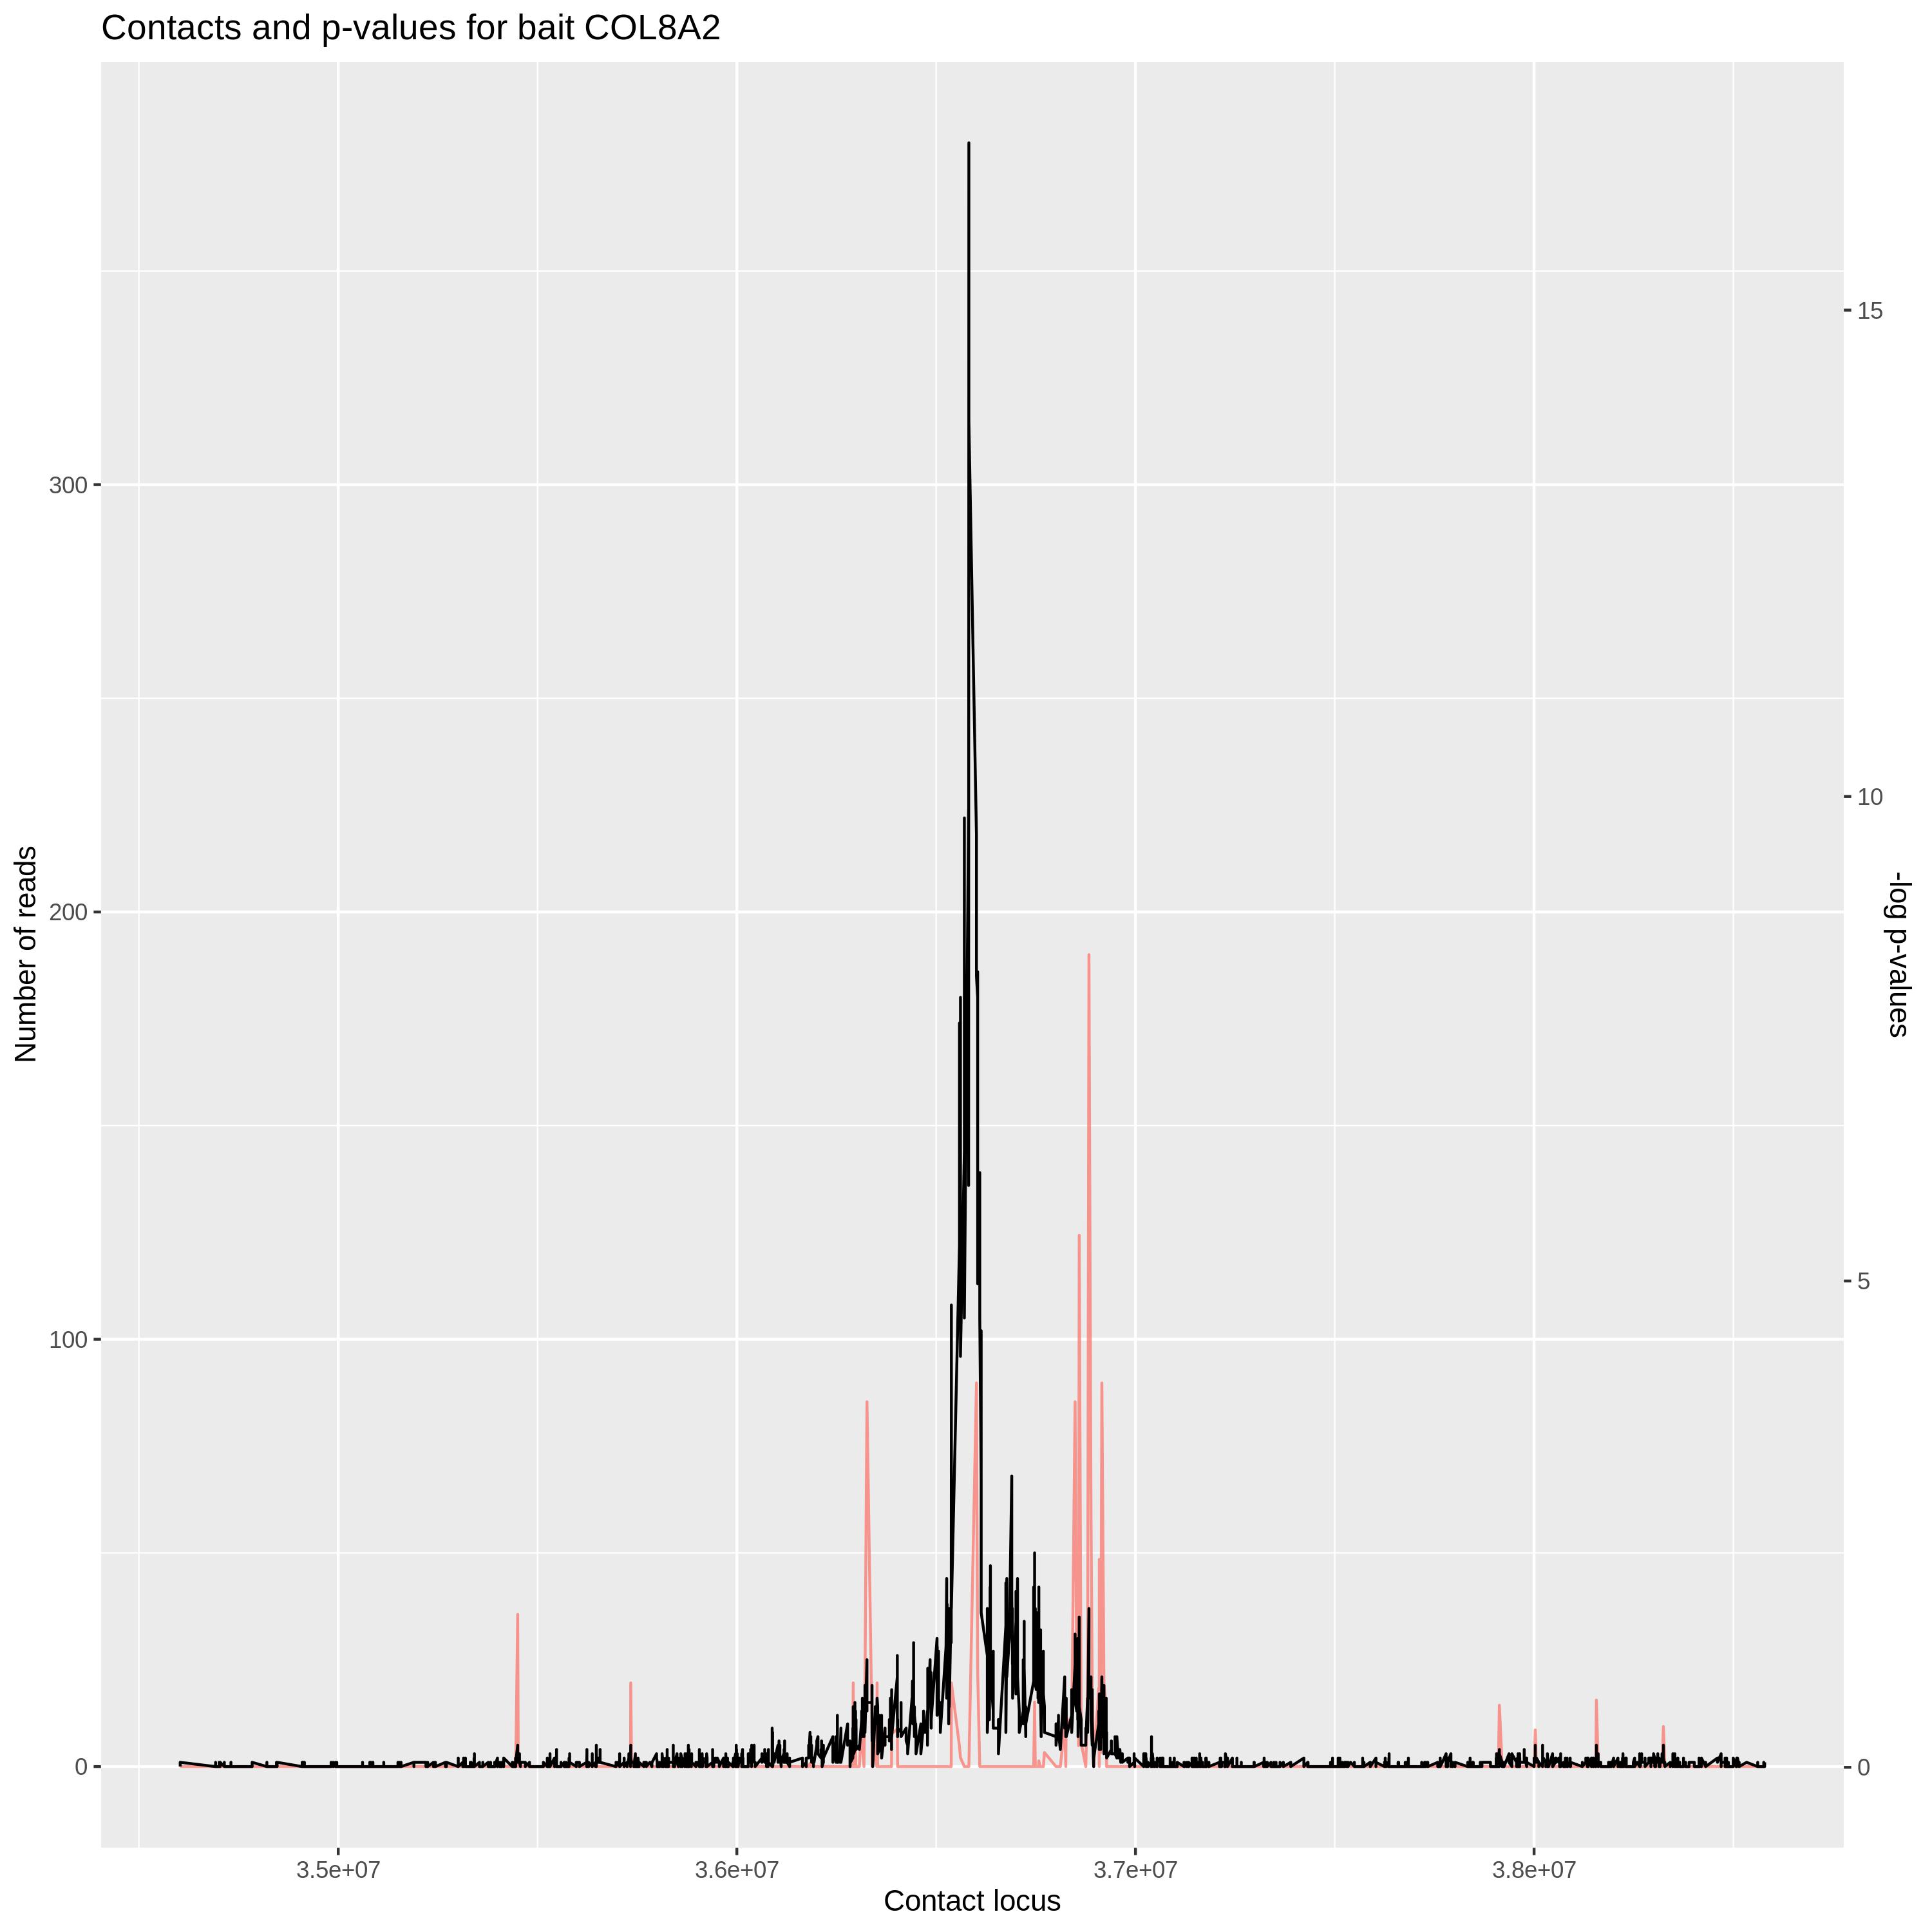 Contacts and p-values for bait COL8A2
300
200
100
0
Number of reads
15
10
5
0
-log p-values
3.5e+07 3.6e+07 3.7e+07 3.8e+07
Contact locus